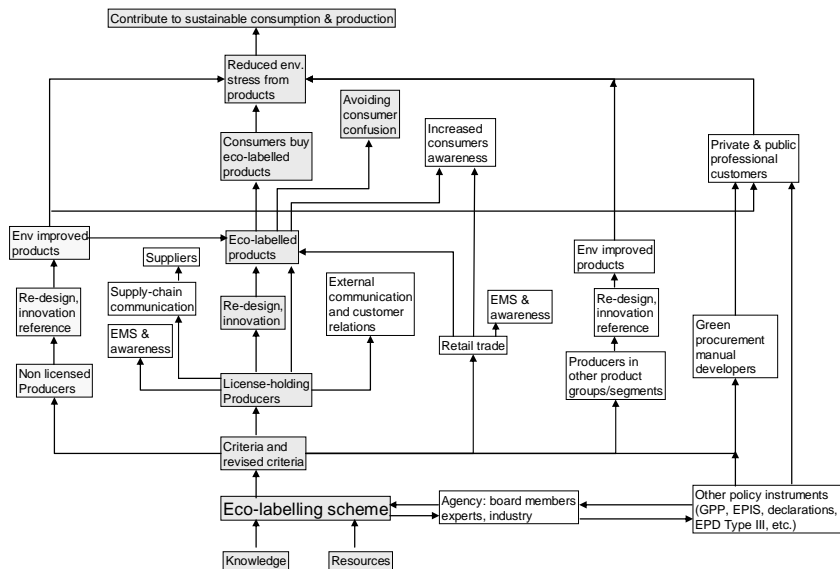 Contribute to sustainable consumption & production
Reduced env.
stress from
products
Avoiding
consumer
confusion
Increased
consumers
awareness
Consumers buy
eco-labelled
products
Private & public
professional
customers
Env improved
products
Eco-labelled
products
Suppliers
Env improved
products
Supply-chain
communication
External
communication
and customer
relations
Re-design,
innovation
reference
Re-design,
innovation
EMS &
awareness
Re-design,
innovation
reference
EMS &
awareness
Retail trade
Green
procurement
manual
developers
Non licensed
Producers
License-holding
Producers
Producers in
other product
groups/segments
Criteria and
revised criteria
Eco-labelling scheme
Agency: board members
experts, industry
Other policy instruments
(GPP, EPIS, declarations,
EPD Type III, etc.)
Knowledge
Resources